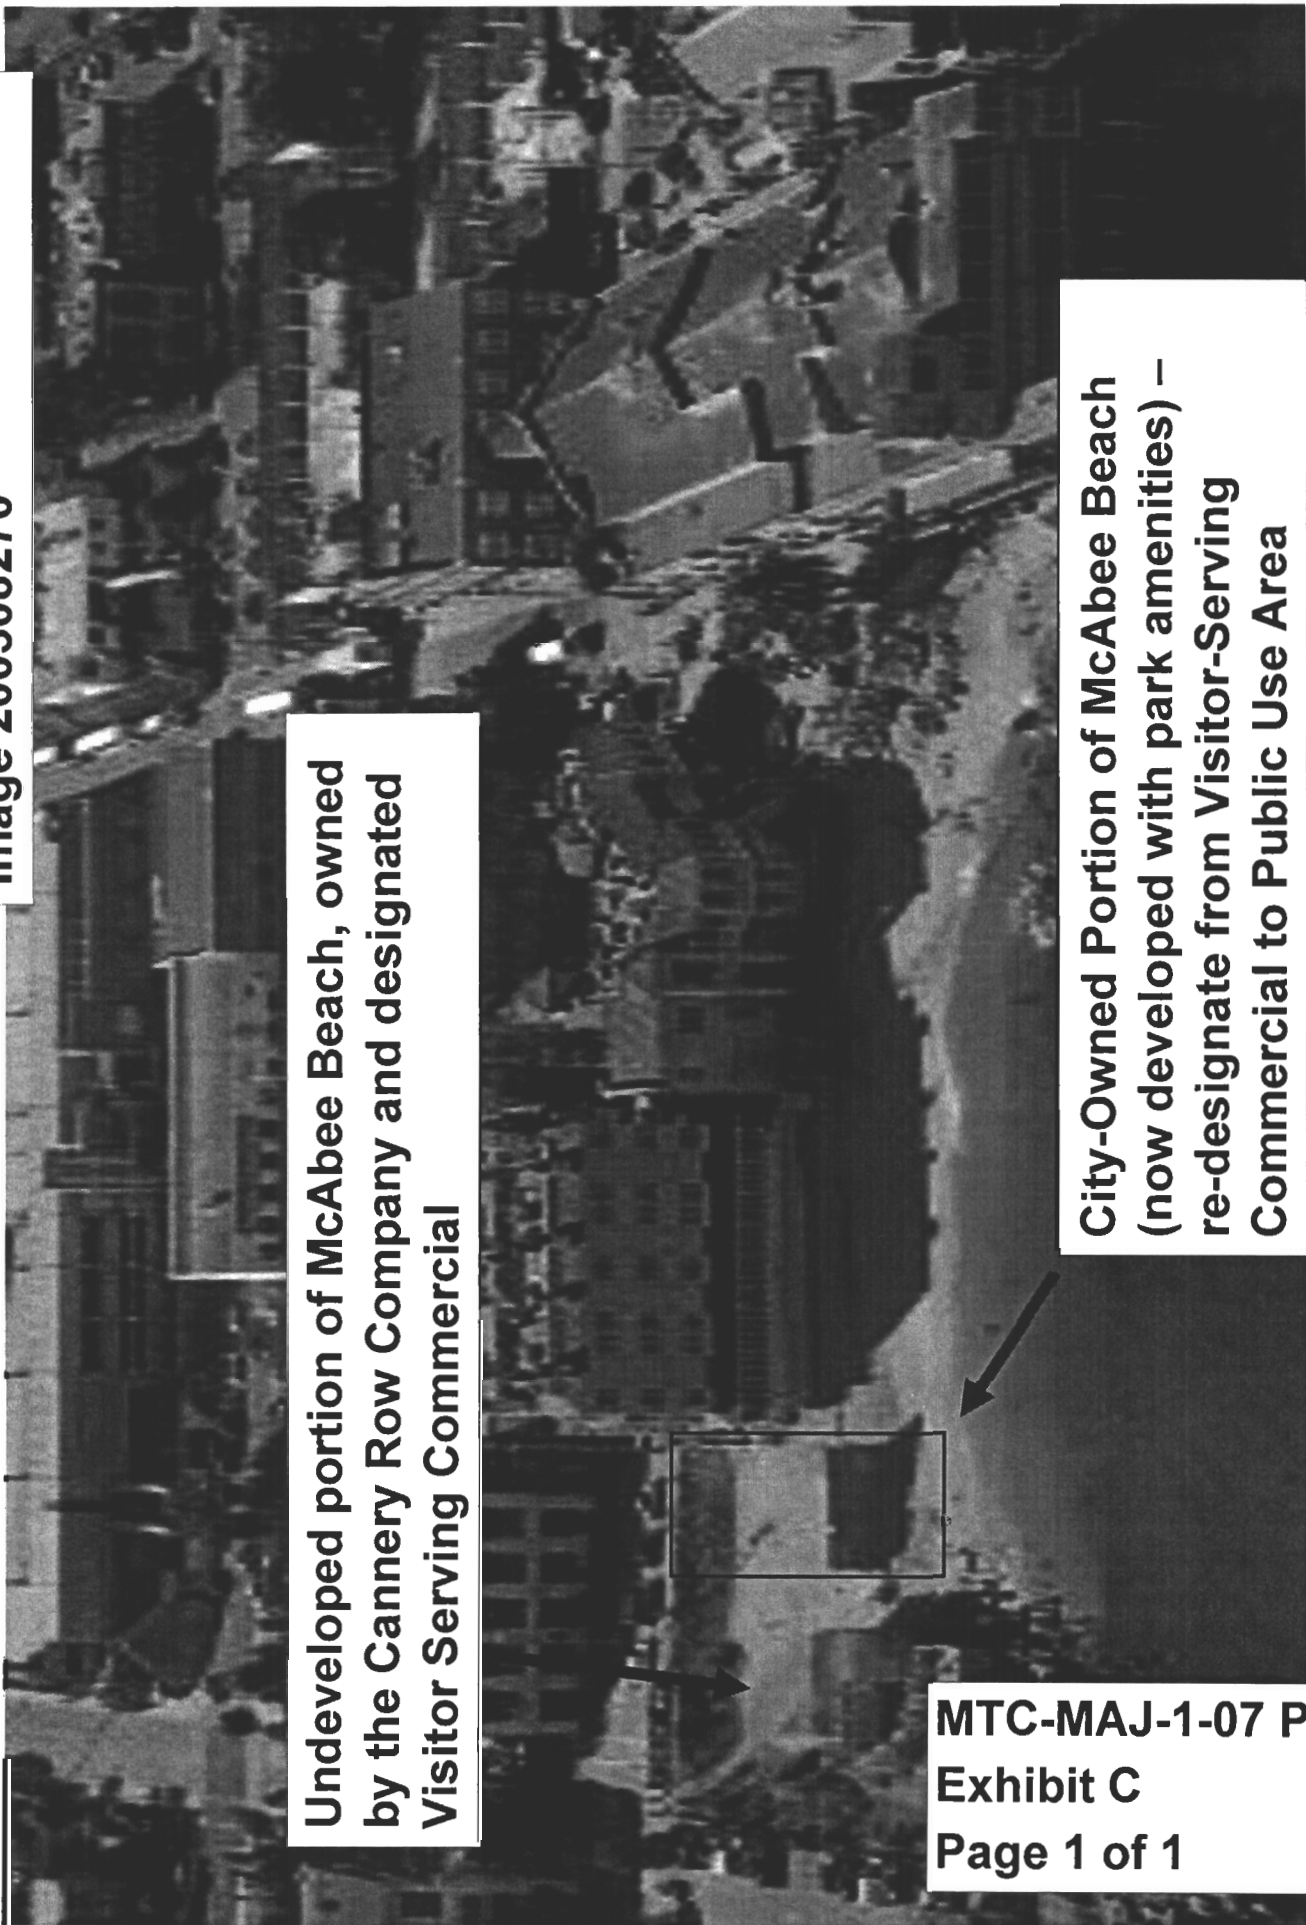 Undeveloped portion of McAbee Beach, owned
by the Cannery Row Company and designated
Visitor Serving Commercial
City-Owned Portion of McAbee Beach
(now developed with park amenities) –
re-designate from Visitor-Serving
Commercial to Public Use Area
MTC-MAJ-1-07 P
Exhibit C
Page 1 of 1